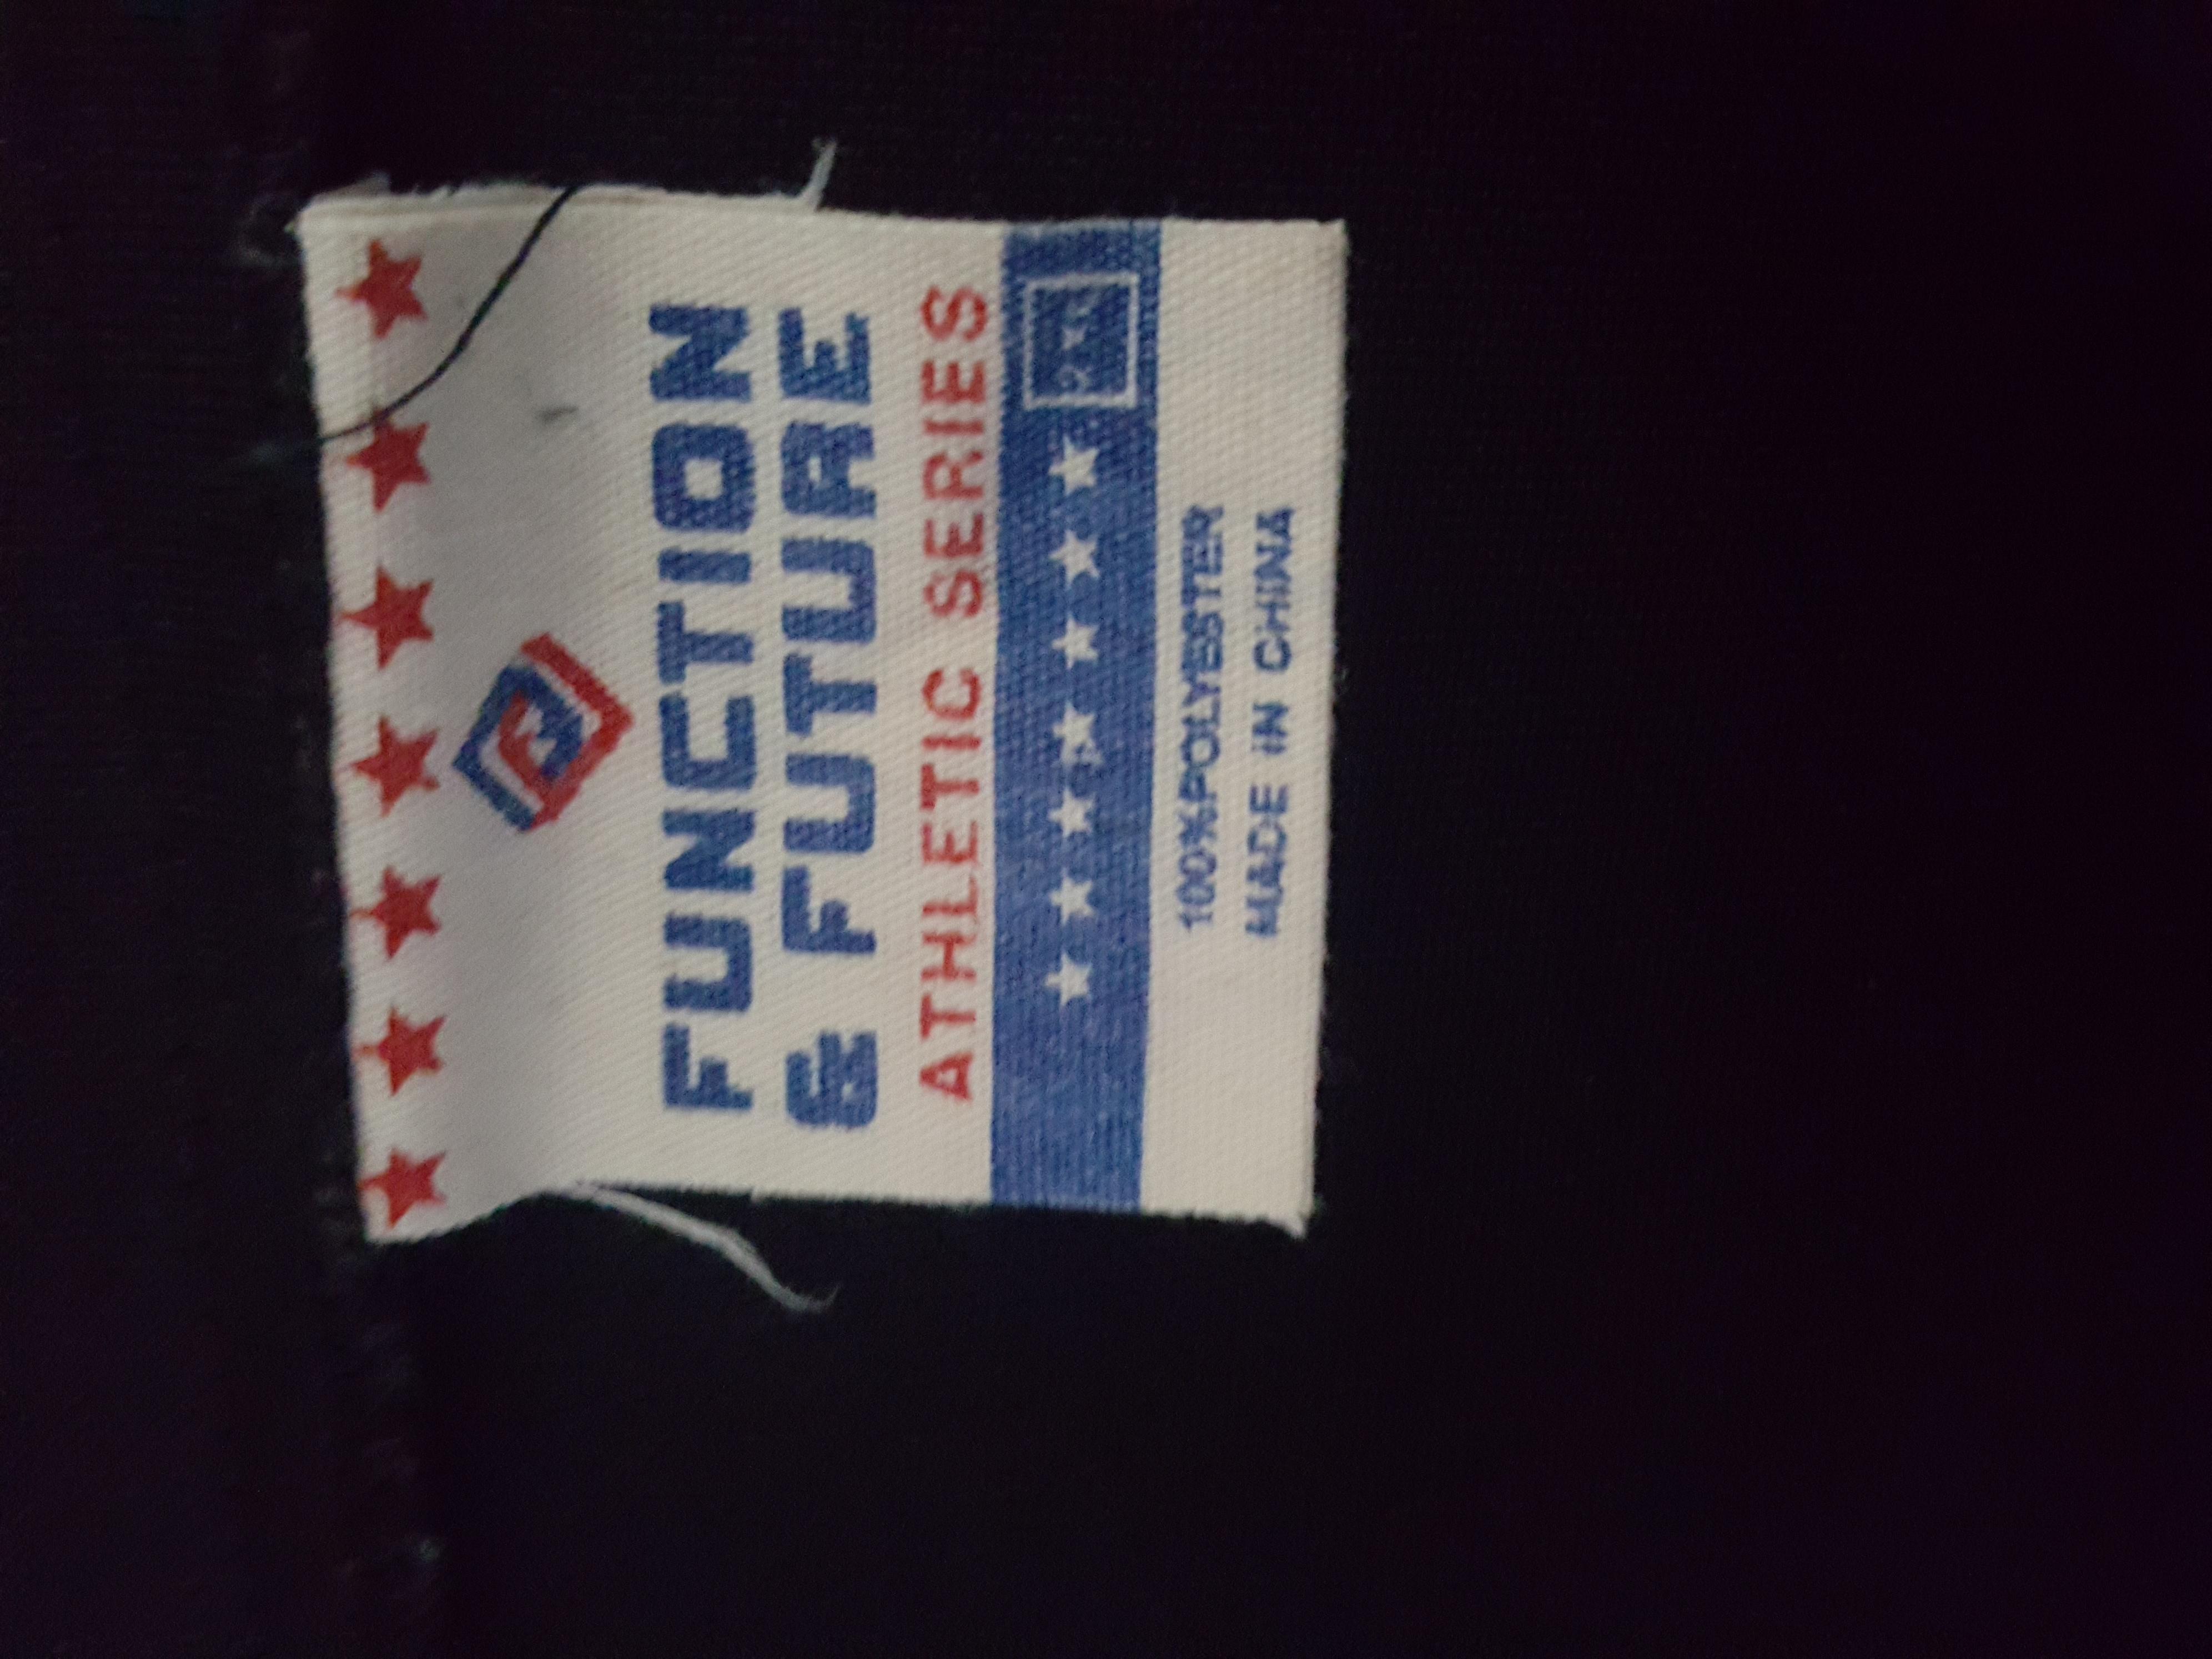 FUNCTION
& FUTURE
ATHLETIC SERIES
100%POLYESTER
MADE IN CHINA